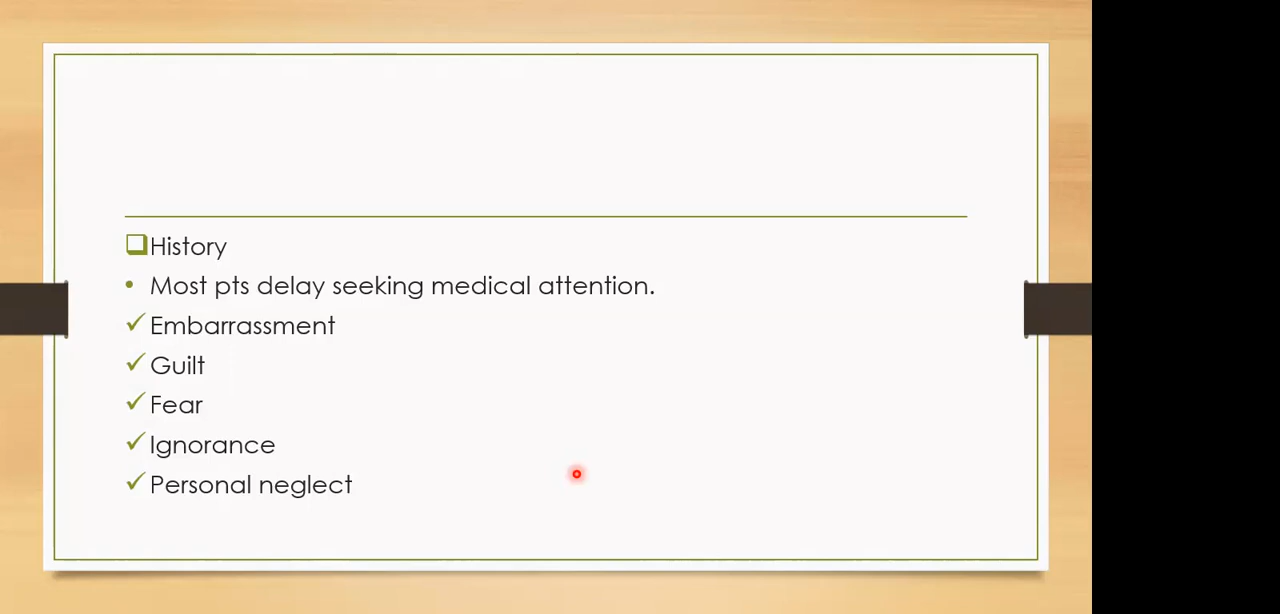 History
Most pts delay seeking medical attention.
Embarrassment
Guilt
Fear
Ignorance
Personal neglect